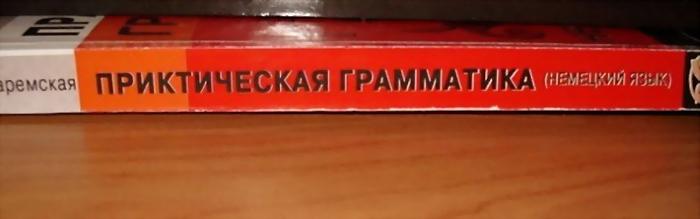 ПР
аремская ПРИКТИЧЕСКАЯ ГРАММАТИКА (НЕМЕЦКИЙ ЯЗЫК)